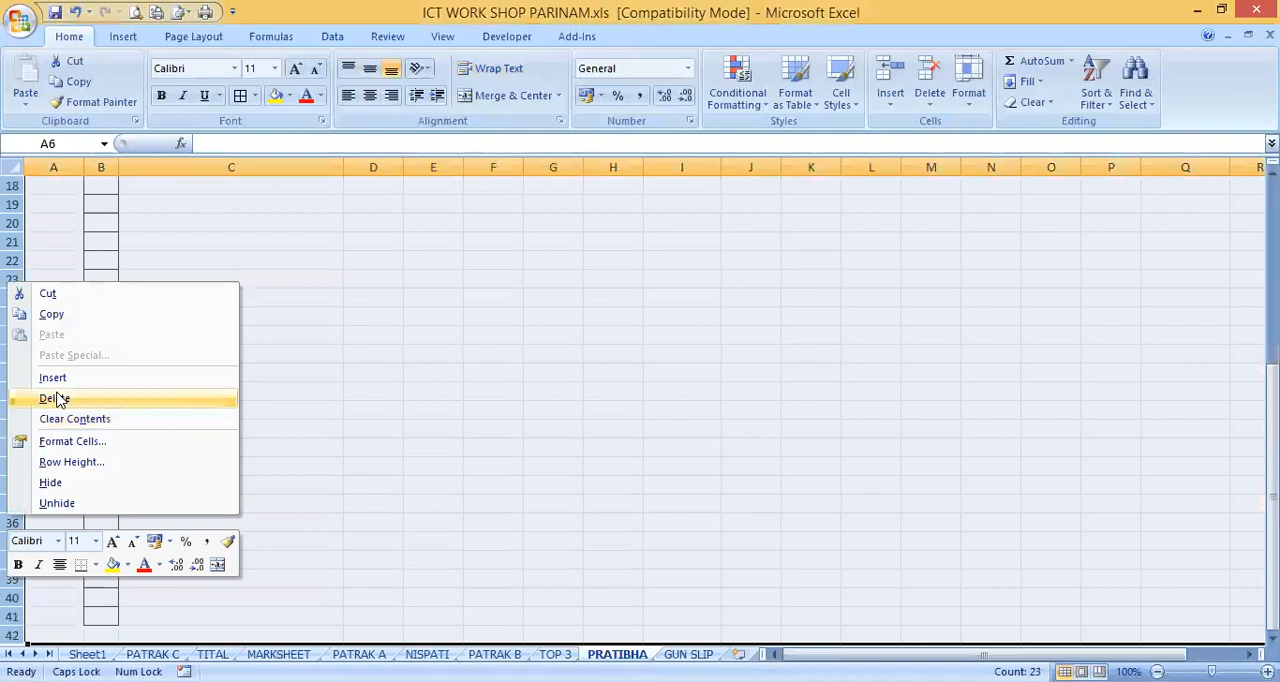 ICT WORK SHOP PARINAM.xls [Compatibility Mode] - Microsoft Excel
Home Insert Page Layout Formulas Data Review View Developer Add-Ins
Paste Cut Copy Format Painter
Clipboard
Calibri 11
B I U A
Font
Wrap Text
Merge & Center
Alignment
General
%
Number
Conditional Formatting Format as Table Cell Styles
Styles
Insert Delete Format
Cells
Σ AutoSum
Fill
Clear
Sort & Filter Find & Select
Editing
A6 fx
A B C D E F G H I J K L M N O P Q R
18
19
20
21
22
23
Cut
Copy
Paste
Paste Special...
Insert
Delete
Clear Contents
Format Cells...
Row Height...
Hide
Unhide
36
Calibri 11 A A % ,
B I A
39
40
41
42
Sheet1 PATRAK C TITAL MARKSHEET PATRAK A NISPATI PATRAK B TOP 3 PRATIBHA GUN SLIP
Ready Caps Lock Num Lock Count: 23 100%